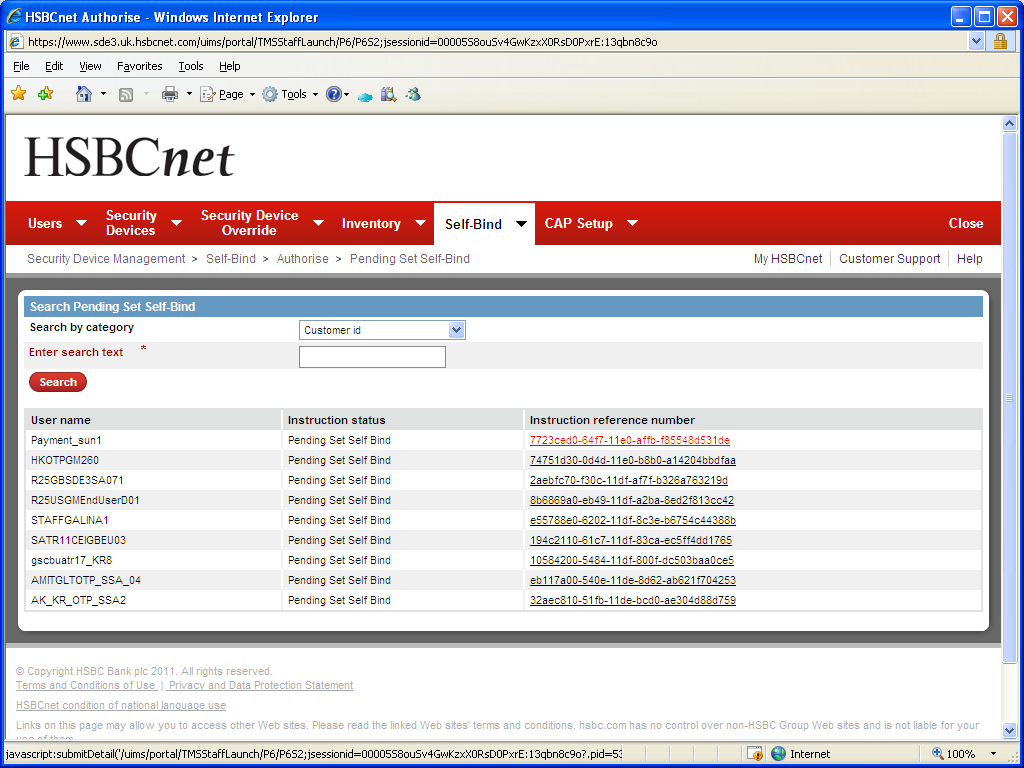 HSBCnet Authorise - Windows Internet Explorer
https://www.sde3.uk.hsbcnet.com/uims/portal/TMSStaffLaunch/P6/P6S2;jsessionid=0000S8ouSv4GwKzxX0RsD0PxrE:13qbn8c9o
File Edit View Favorites Tools Help
Page Tools
HSBCnet
Users Security Devices Security Device Override Inventory Self-Bind CAP Setup Close
Security Device Management > Self-Bind > Authorise > Pending Set Self-Bind My HSBCnet Customer Support Help
Search Pending Set Self-Bind
Search by category Customer id
Enter search text *
Search
User name Instruction status Instruction reference number
Payment_sun1 Pending Set Self Bind 7723ced0-64f7-11e0-affb-f85548d531de
HKOTPGM260 Pending Set Self Bind 74751d30-0d4d-11e0-b8b0-a14204bbdfaa
R25GBSDE3SA071 Pending Set Self Bind 2aebfc70-f30c-11df-af7f-b326a763219d
R25USGMEndUserD01 Pending Set Self Bind 8b6869a0-eb49-11df-a2ba-8ed2f813cc42
STAFFGALINA1 Pending Set Self Bind e55788e0-6202-11df-8c3e-b6754c44388b
SATR11CEIGBEU03 Pending Set Self Bind 194c2110-61c7-11df-83ca-ec5ff4dd1765
gscbuatr17_KR8 Pending Set Self Bind 10584200-5484-11df-800f-dc503baa0ce5
AMITGLTOTP_SSA_04 Pending Set Self Bind eb117a00-540e-11de-8d62-ab621f704253
AK_KR_OTP_SSA2 Pending Set Self Bind 32aec810-51fb-11de-bcd0-ae304d88d759
© Copyright HSBC Bank plc 2011. All rights reserved.
Terms and Conditions of Use | Privacy and Data Protection Statement
HSBCnet condition of national language use
Links on this page may allow you to access other Web sites. Please read the linked Web sites' terms and conditions. hsbc.com has no control over non-HSBC Group Web sites and is not liable for your
use of them.
javascript:submitDetail('/uims/portal/TMSStaffLaunch/P6/P6S2;jsessionid=0000S8ouSv4GwKzxX0RsD0PxrE:13qbn8c9o?.pid=53 Internet 100%